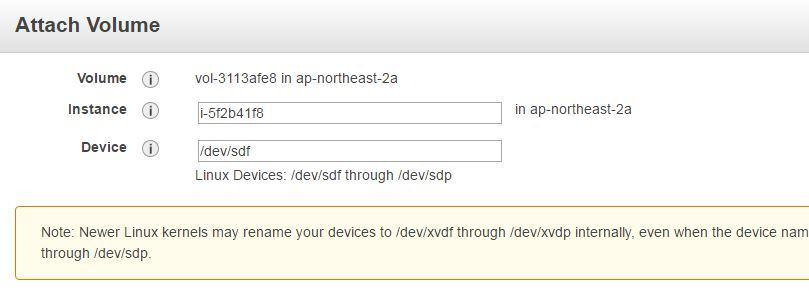 Attach Volume
Volume i vol-3113afe8 in ap-northeast-2a
Instance i i-5f2b41f8 in ap-northeast-2a
Device i /dev/sdf
Linux Devices: /dev/sdf through /dev/sdp
Note: Newer Linux kernels may rename your devices to /dev/xvdf through /dev/xvdp internally, even when the device nam
through /dev/sdp.